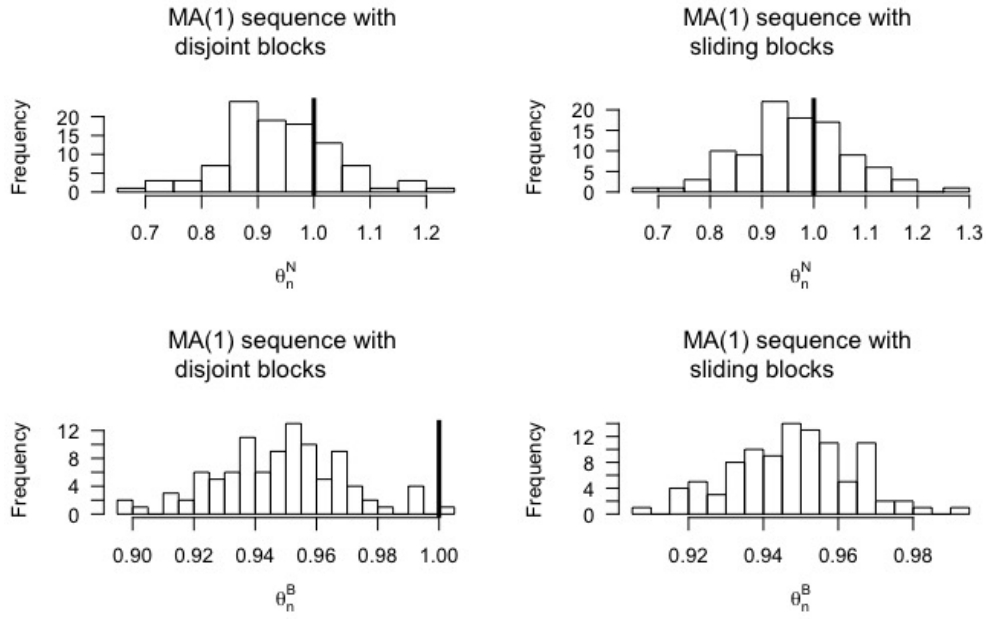 MA(1) sequence with
disjoint blocks
Frequency
20
15
10
5
0
0.7 0.8 0.9 1.0 1.1 1.2
θₙᴺ
MA(1) sequence with
sliding blocks
Frequency
20
15
10
5
0
0.7 0.8 0.9 1.0 1.1 1.2 1.3
θₙᴺ
MA(1) sequence with
disjoint blocks
Frequency
12
8
4
0
0.90 0.92 0.94 0.96 0.98 1.00
θₙᴮ
MA(1) sequence with
sliding blocks
Frequency
12
8
4
0
0.92 0.94 0.96 0.98
θₙᴮ